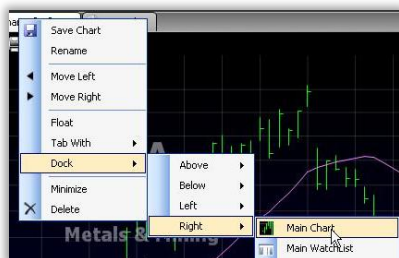 Save Chart
Rename
Move Left
Move Right
Float
Tab With
Dock
Minimize
Delete
Above
Below
Left
Right
Main Chart
Main WatchList
A
Metals & Mining